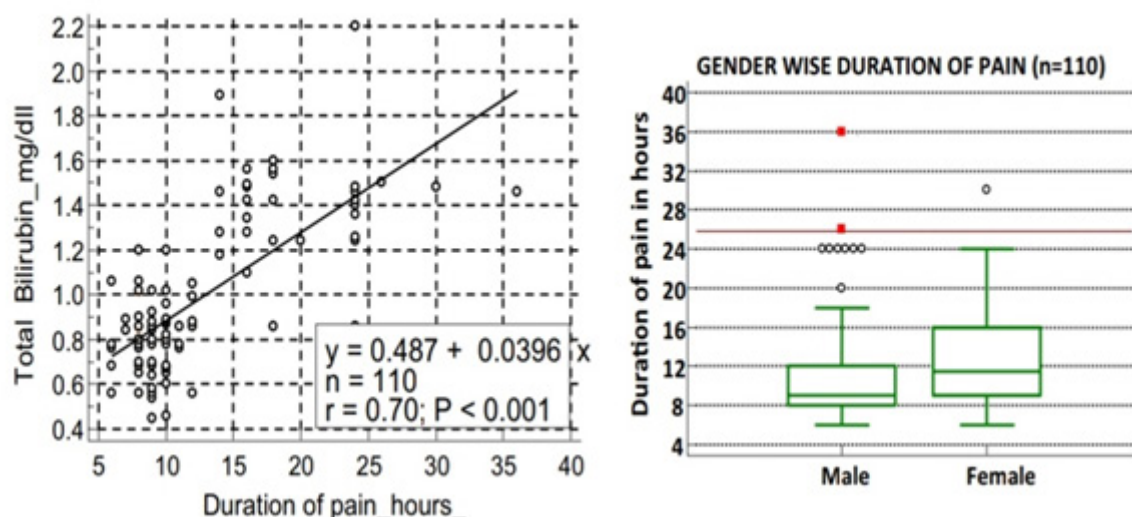 Total Bilirubin_mg/dll
2.2
2.0
1.8
1.6
1.4
1.2
1.0
0.8
0.6
0.4
y = 0.487 + 0.0396 x
n = 110
r = 0.70; P < 0.001
5 10 15 20 25 30 35 40
Duration of pain_hours_
GENDER WISE DURATION OF PAIN (n=110)
Duration of pain in hours
40
36
32
28
24
20
16
12
8
4
Male Female